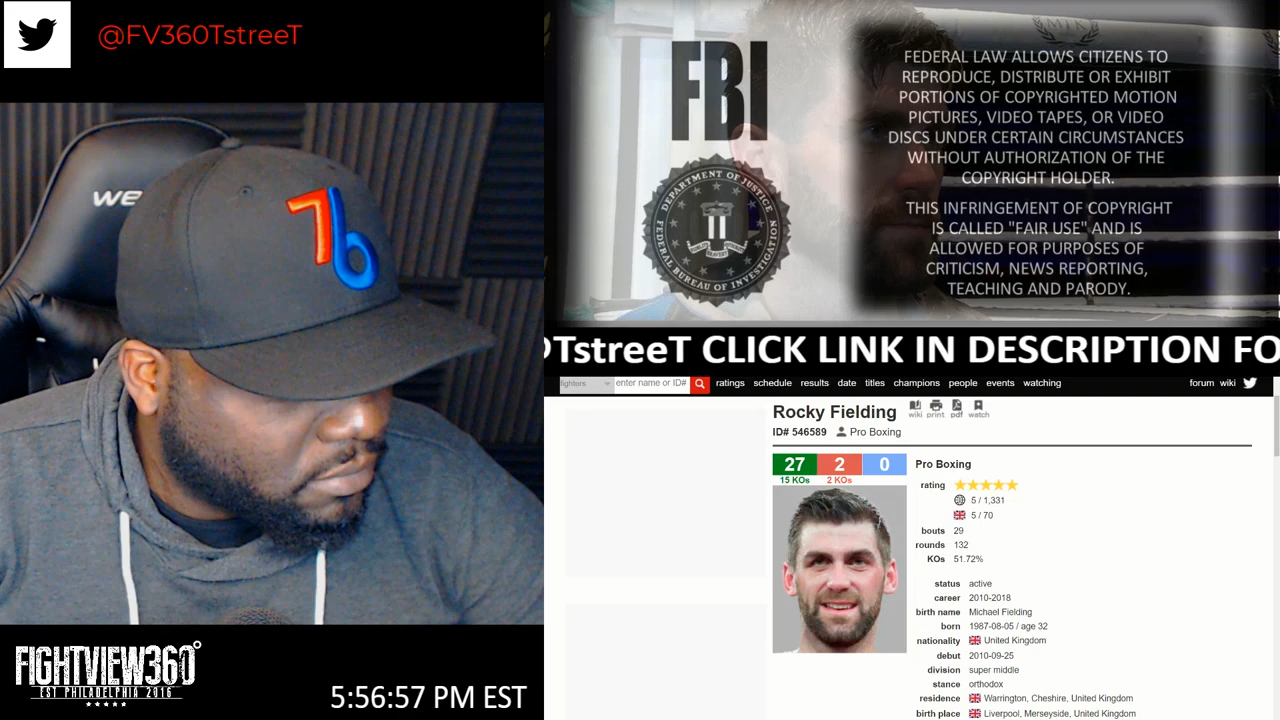 @FV360TstreeT
WE
76
FBI
DEPARTMENT OF JUSTICE
FEDERAL BUREAU OF INVESTIGATION
MTK
FEDERAL LAW ALLOWS CITIZENS TO
REPRODUCE, DISTRIBUTE OR EXHIBIT
PORTIONS OF COPYRIGHTED MOTION
PICTURES, VIDEO TAPES, OR VIDEO
DISCS UNDER CERTAIN CIRCUMSTANCES
WITHOUT AUTHORIZATION OF THE
COPYRIGHT HOLDER.
THIS INFRINGEMENT OF COPYRIGHT
IS CALLED "FAIR USE" AND IS
ALLOWED FOR PURPOSES OF
CRITICISM, NEWS REPORTING,
TEACHING AND PARODY.
TstreeT CLICK LINK IN DESCRIPTION FO
fighters enter name or ID# ratings schedule results date titles champions people events watching forum wiki
Rocky Fielding wiki print pdf watch
ID# 546589 Pro Boxing
27 2 0
15 KOs 2 KOs
Pro Boxing
rating
5 / 1,331
5 / 70
bouts 29
rounds 132
KOs 51.72%
status active
career 2010-2018
birth name Michael Fielding
born 1987-08-05 / age 32
nationality United Kingdom
debut 2010-09-25
division super middle
stance orthodox
residence Warrington, Cheshire, United Kingdom
birth place Liverpool, Merseyside, United Kingdom
FIGHTVIEW360°
EST PHILADELPHIA 2016
5:56:57 PM EST